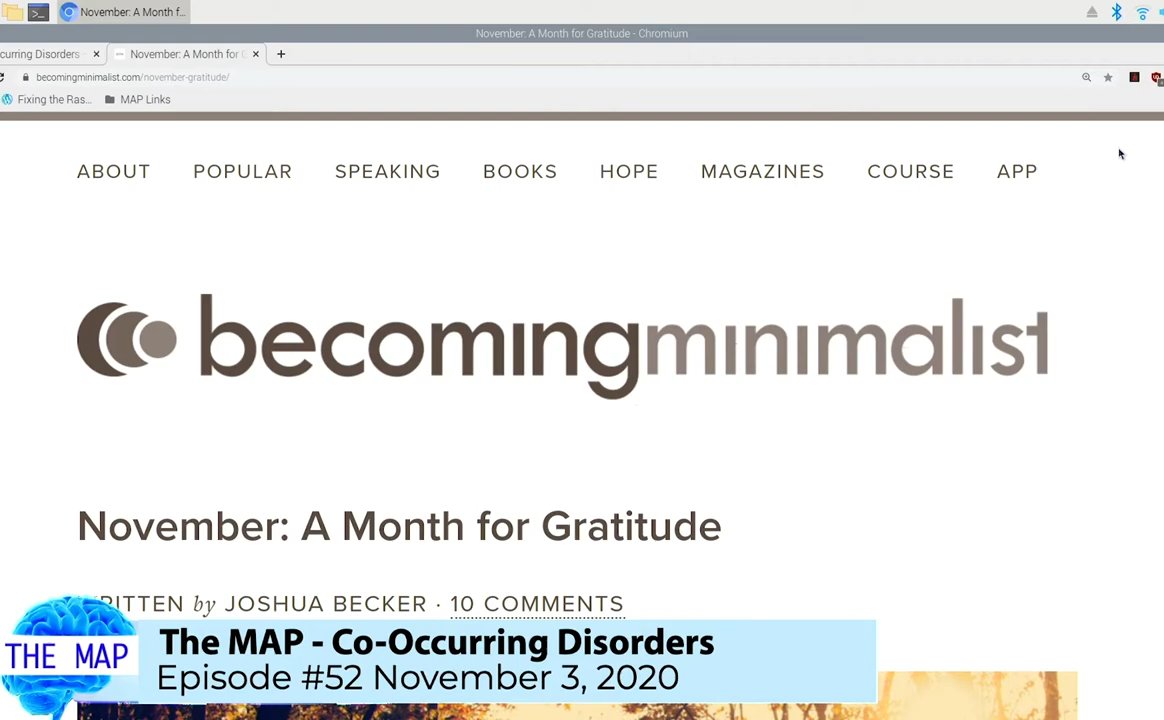 November: A Month f...
November: A Month for Gratitude - Chromium
curring Disorders
November: A Month for G
becomingminimalist.com/november-gratitude/
Fixing the Ras...
MAP Links
ABOUT POPULAR SPEAKING BOOKS HOPE MAGAZINES COURSE APP
becomingminimalist
November: A Month for Gratitude
RITTEN by JOSHUA BECKER · 10 COMMENTS
THE MAP
The MAP - Co-Occurring Disorders
Episode #52 November 3, 2020